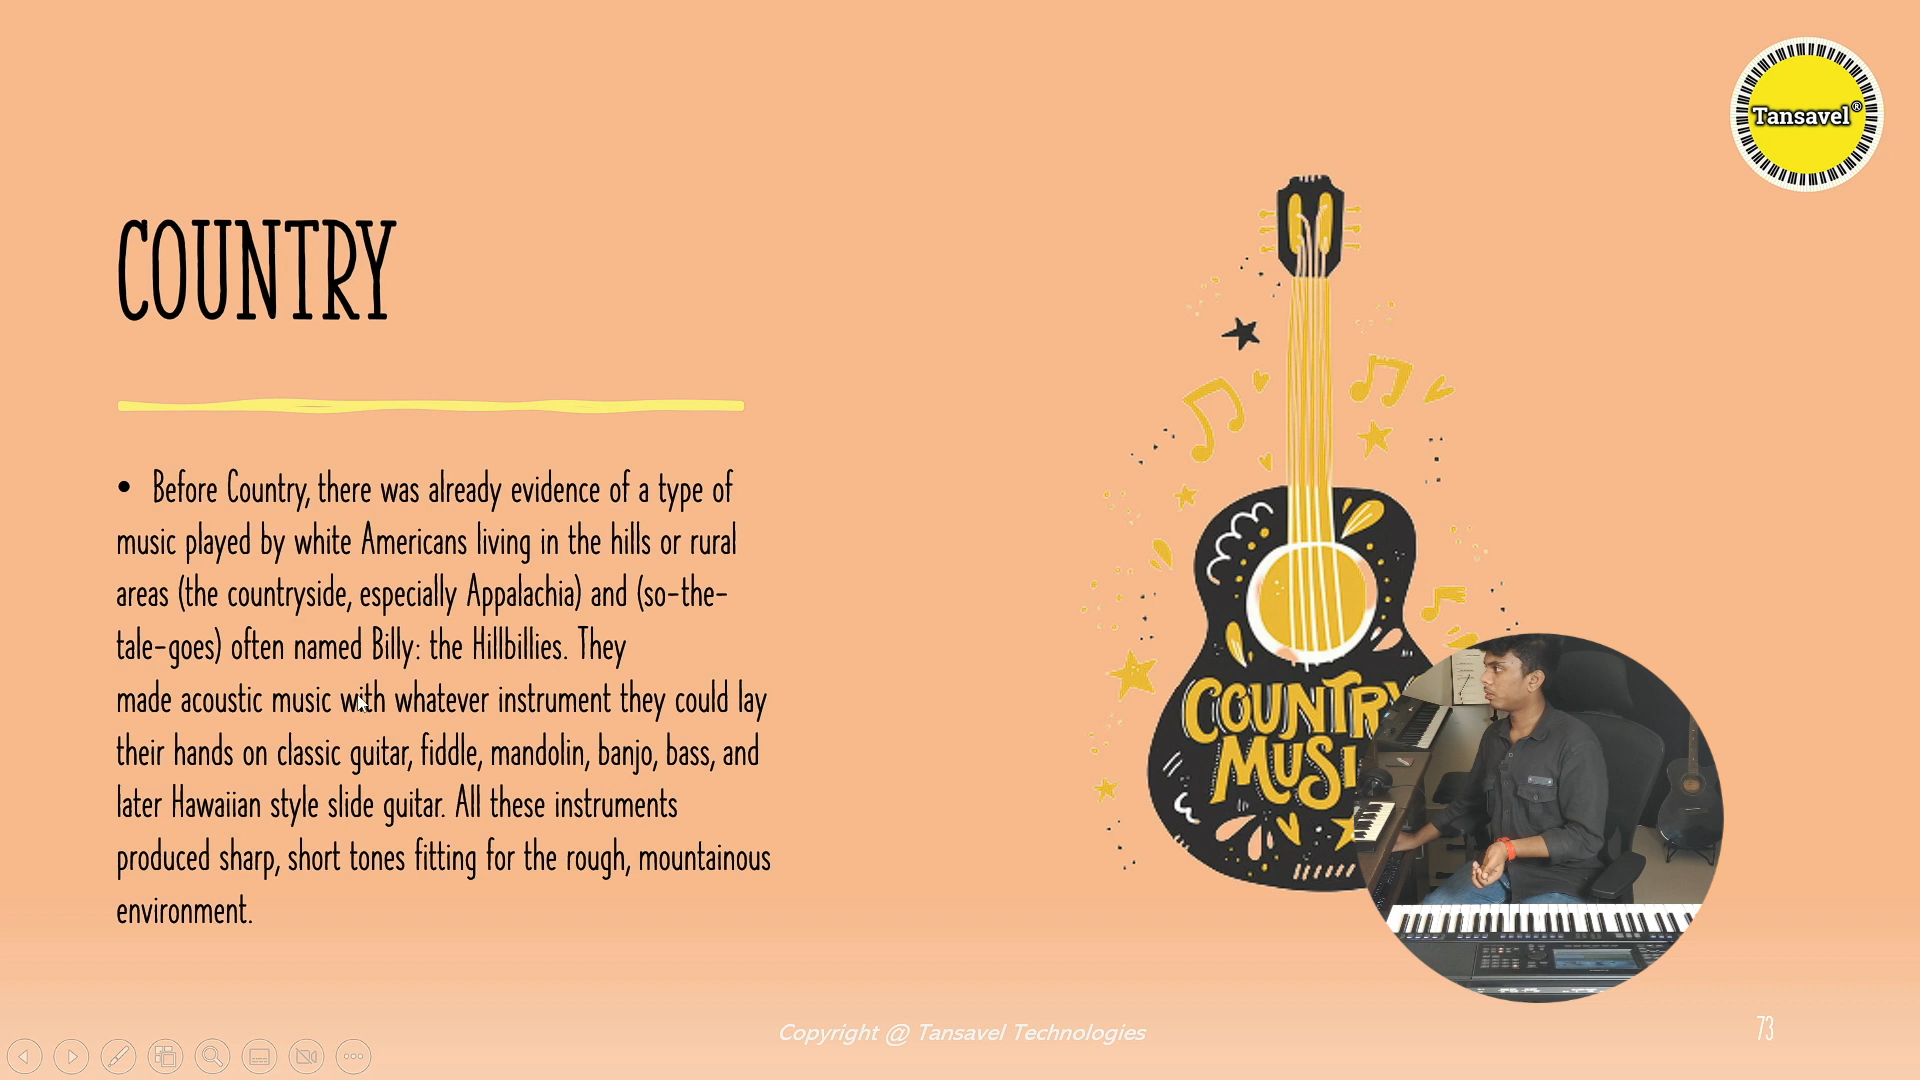 Tansavel®
COUNTRY
• Before Country, there was already evidence of a type of
music played by white Americans living in the hills or rural
areas (the countryside, especially Appalachia) and (so-the-
tale-goes) often named Billy: the Hillbillies. They
made acoustic music with whatever instrument they could lay
their hands on classic guitar, fiddle, mandolin, banjo, bass, and
later Hawaiian style slide guitar. All these instruments
produced sharp, short tones fitting for the rough, mountainous
environment.
COUNTRY
MUSI
Copyright @ Tansavel Technologies
73